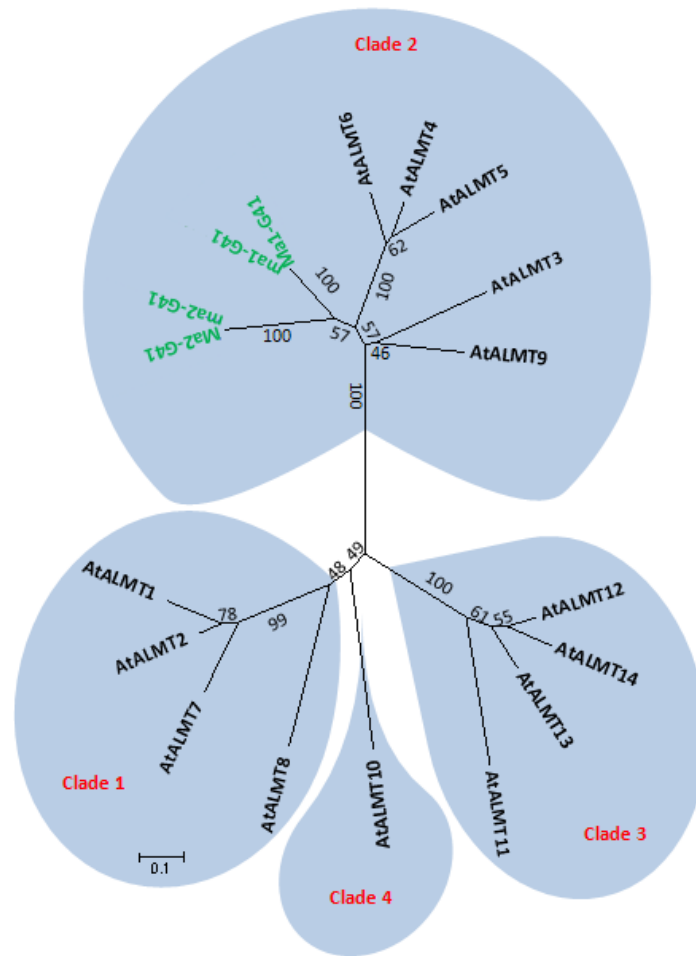 Clade 2
AtALMT6
AtALMT4
AtALMT5
AtALMT3
AtALMT9
Ma1-G41
ma1-G41
ma2-G41
Ma2-G41
100
100
62
100
57
57
46
100
49
48
100
AtALMT1
AtALMT2
AtALMT7
AtALMT8
78
99
Clade 1
0.1
AtALMT10
Clade 4
61
55
AtALMT12
AtALMT14
AtALMT13
AtALMT11
Clade 3